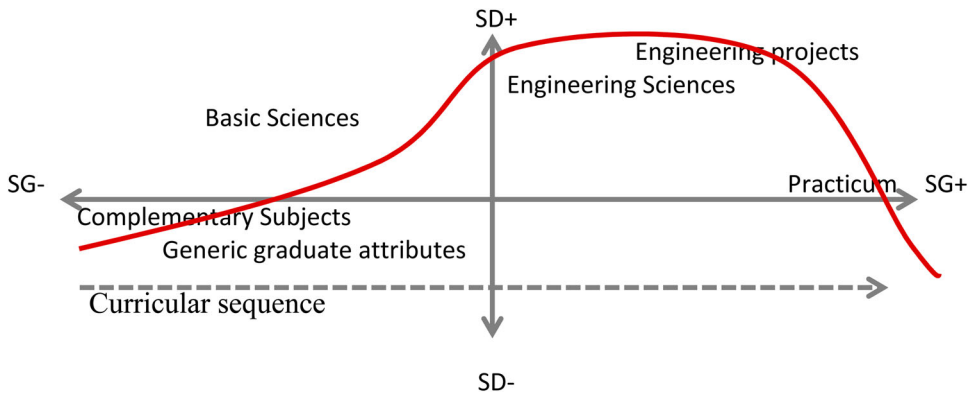 SD+
Engineering projects
Engineering Sciences
Basic Sciences
SG-
Practicum
SG+
Complementary Subjects
Generic graduate attributes
Curricular sequence
SD-